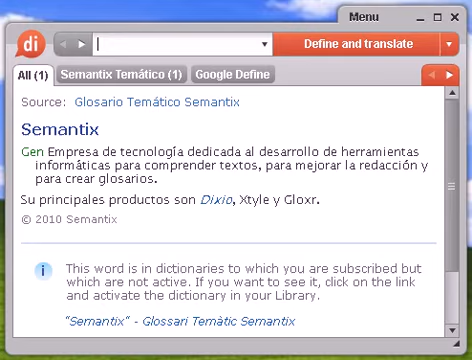 Menu
di
Define and translate
All (1) Semantix Temático (1) Google Define
Source: Glosario Temático Semantix
Semantix
Gen Empresa de tecnología dedicada al desarrollo de herramientas
informáticas para comprender textos, para mejorar la redacción y
para crear glosarios.
Su principales productos son Dixio, Xtyle y Gloxr.
© 2010 Semantix
i
This word is in dictionaries to which you are subscribed but
which are not active. If you want to see it, click on the link
and activate the dictionary in your Library.
"Semantix" - Glossari Temàtic Semantix